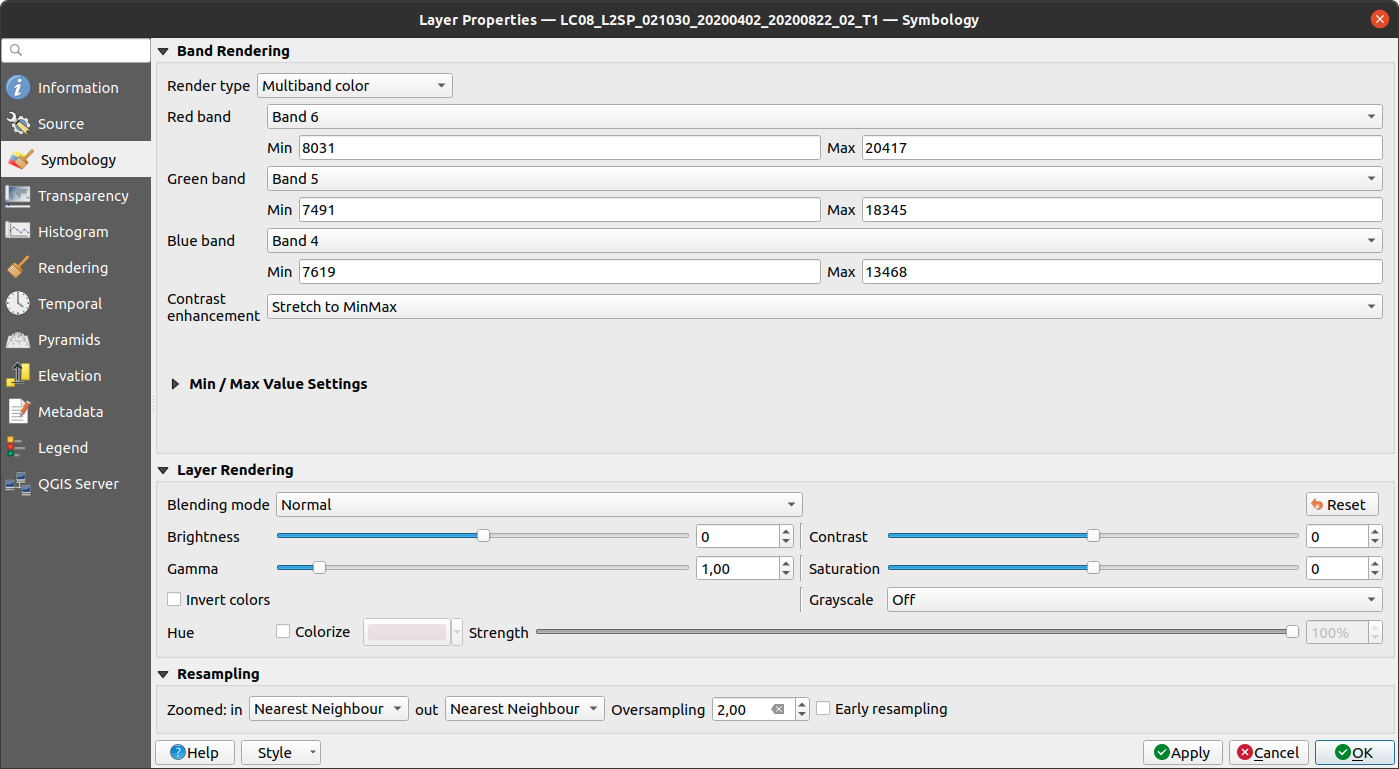 Layer Properties — LC08_L2SP_021030_20200402_20200822_02_T1 — Symbology
Information
Source
Symbology
Transparency
Histogram
Rendering
Temporal
Pyramids
Elevation
Metadata
Legend
QGIS Server
Band Rendering
Render type Multiband color
Red band Band 6
Min 8031 Max 20417
Green band Band 5
Min 7491 Max 18345
Blue band Band 4
Min 7619 Max 13468
Contrast
enhancement Stretch to MinMax
Min / Max Value Settings
Layer Rendering
Blending mode Normal Reset
Brightness 0 Contrast 0
Gamma 1,00 Saturation 0
Invert colors Grayscale Off
Hue Colorize Strength 100%
Resampling
Zoomed: in Nearest Neighbour out Nearest Neighbour Oversampling 2,00 Early resampling
Help Style Apply Cancel OK